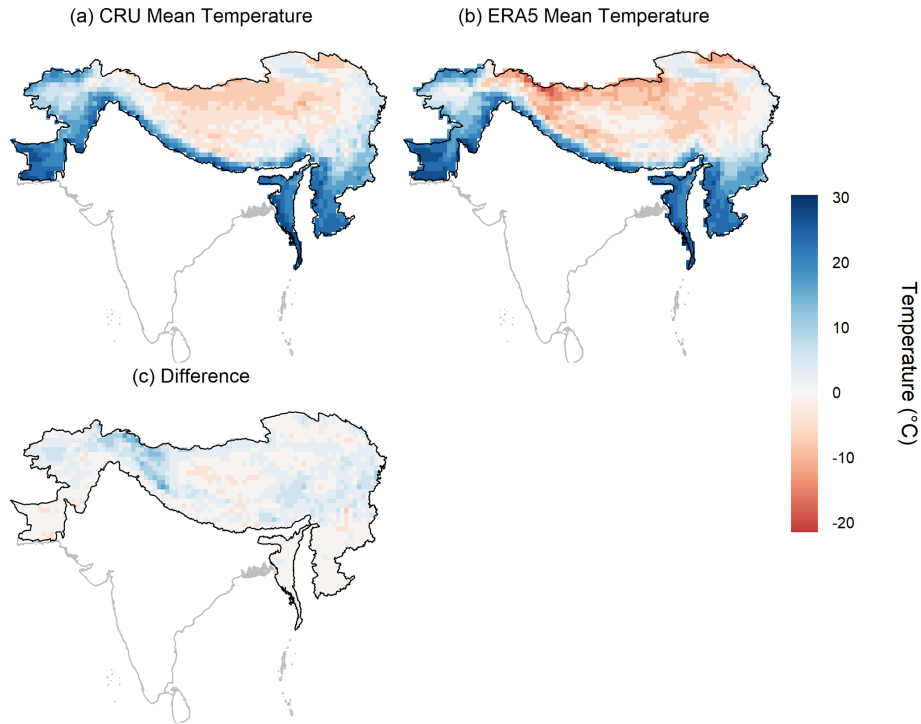 (a) CRU Mean Temperature
(b) ERA5 Mean Temperature
(c) Difference
30
20
10
0
-10
-20
Temperature (°C)